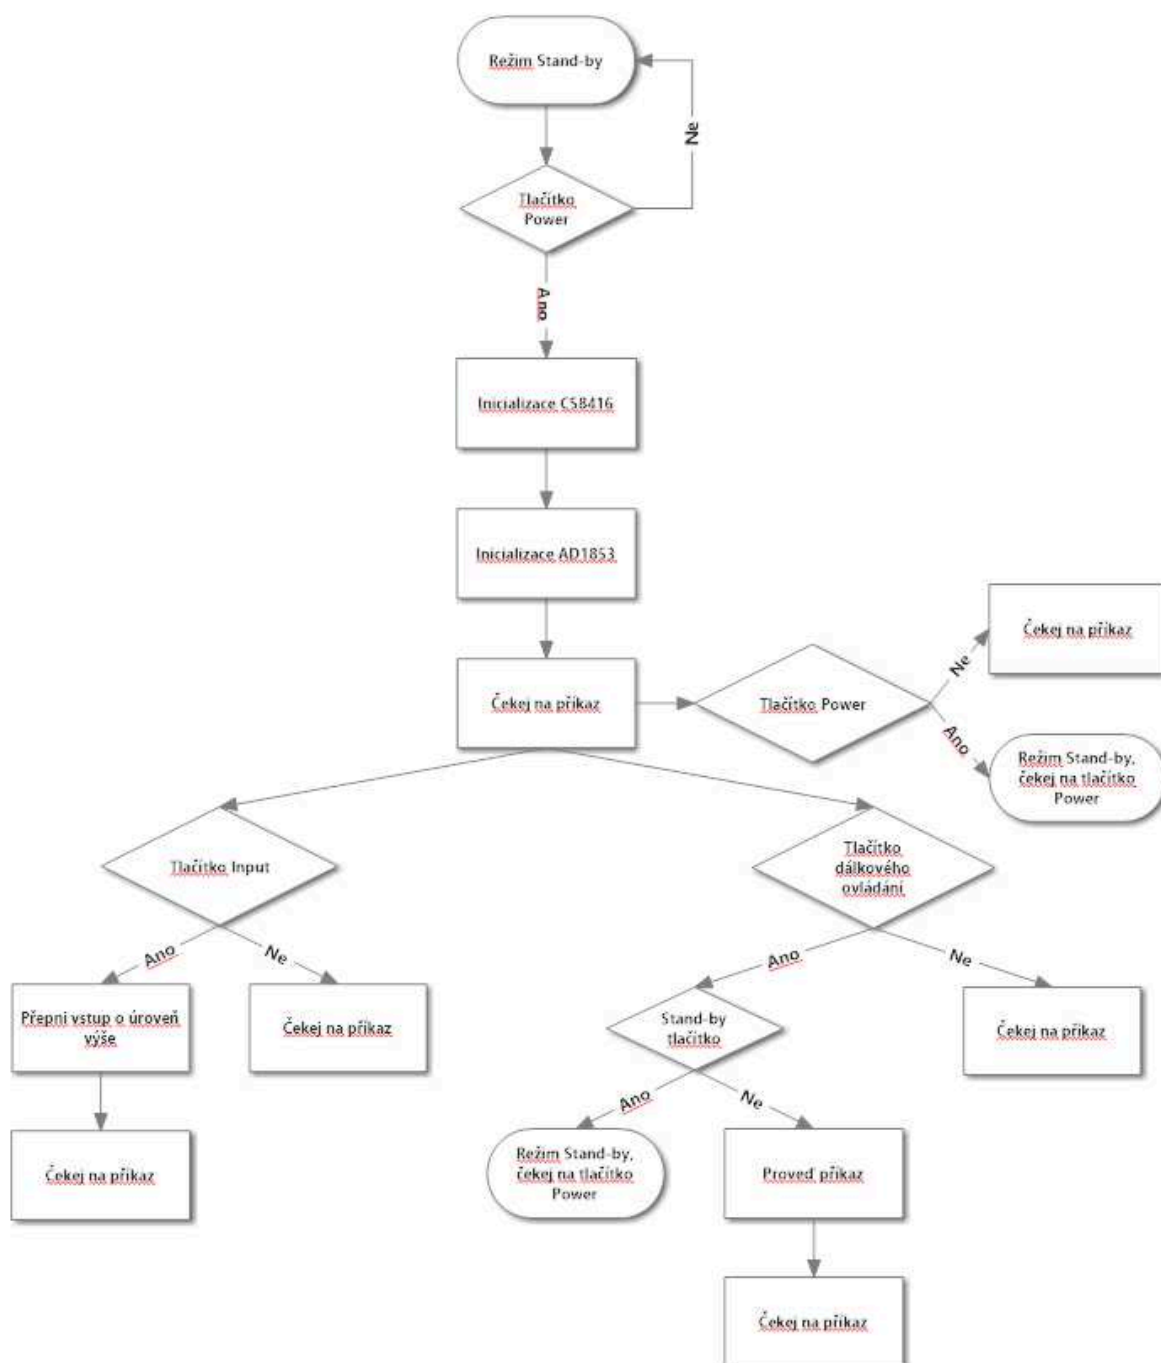 Režim Stand-by
Ne
Tlačítko
Power
Ano
Inicializace CS8416
Inicializace AD1853
Čekej na příkaz
Tlačítko Power
Ne
Čekej na příkaz
Ano
Režim Stand-by,
čekej na tlačítko
Power
Tlačítko Input
Ano
Ne
Přepni vstup o úroveň
výše
Čekej na příkaz
Čekej na příkaz
Tlačítko
dálkového
ovládání
Ano
Ne
Stand-by
tlačítko
Čekej na příkaz
Ano
Ne
Režim Stand-by,
čekej na tlačítko
Power
Proveď příkaz
Čekej na příkaz